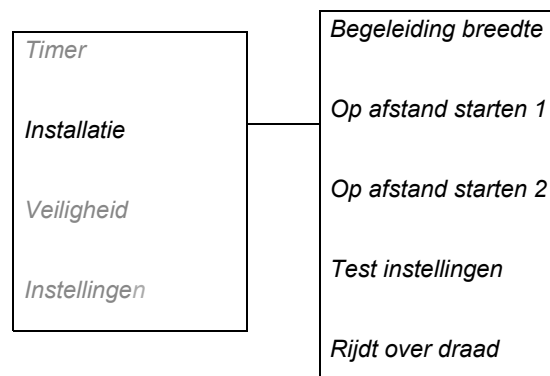 Timer
Installatie
Veiligheid
Instellingen
Begeleiding breedte
Op afstand starten 1
Op afstand starten 2
Test instellingen
Rijdt over draad